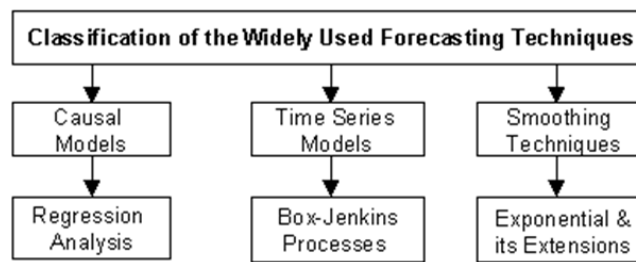 Classification of the Widely Used Forecasting Techniques
Causal
Models
Time Series
Models
Smoothing
Techniques
Regression
Analysis
Box-Jenkins
Processes
Exponential &
its Extensions